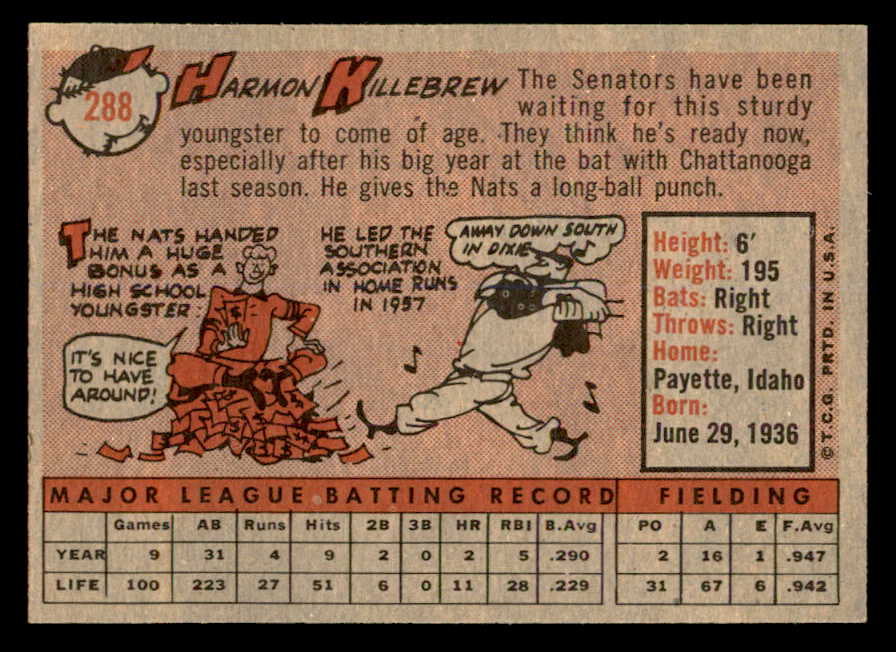 288
HARMON KILLEBREW
The Senators have been
waiting for this sturdy
youngster to come of age. They think he's ready now,
especially after his big year at the bat with Chattanooga
last season. He gives the Nats a long-ball punch.
THE NATS HANDED
HIM A HUGE
BONUS AS A
HIGH SCHOOL
YOUNGSTER.
IT'S NICE
TO HAVE
AROUND!
$
HE LED THE
SOUTHERN
ASSOCIATION
IN HOME RUNS
IN 1957
AWAY DOWN SOUTH
IN DIXIE
Height: 6'
Weight: 195
Bats: Right
Throws: Right
Home:
Payette, Idaho
Born:
June 29, 1936
© T.C.G. PRTD. IN U.S.A.
MAJOR LEAGUE BATTING RECORD FIELDING
Games AB Runs Hits 2B 3B HR RBI B.Avg PO A E F.Avg
YEAR 9 31 4 9 2 0 2 5 .290 2 16 1 .947
LIFE 100 223 27 51 6 0 11 28 .229 31 67 6 .942